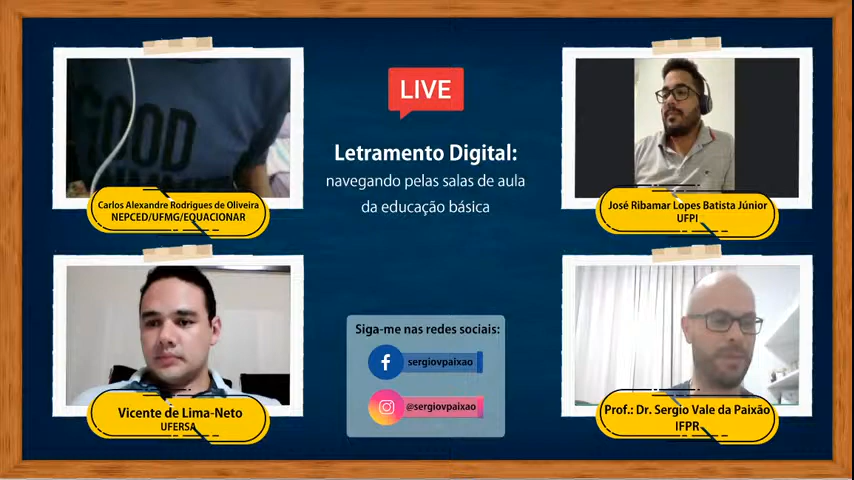 GOOD
LIVE
Letramento Digital:
navegando pelas salas de aula
da educação básica
Carlos Alexandre Rodrigues de Oliveira
NEPCED/UFMG/EQUACIONAR
José Ribamar Lopes Batista Júnior
UFPI
Siga-me nas redes sociais:
sergiovpaixao
@sergiovpaixao
Vicente de Lima-Neto
UFERSA
Prof.: Dr. Sergio Vale da Paixão
IFPR